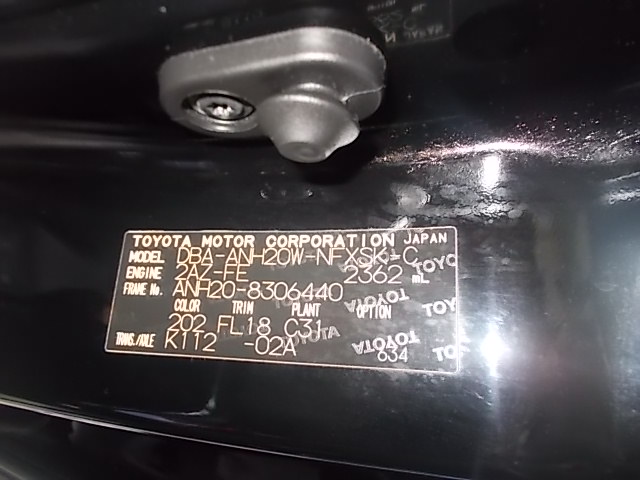 TOYOTA MOTOR CORPORATION JAPAN
MODEL DBA-ANH20W-NFXSK-C
ENGINE 2AZ-FE 2362 mL
FRAME No. ANH20-8306440
COLOR TRIM PLANT OPTION
202 FL18 C31
TRANS./AXLE K112 -02A
634